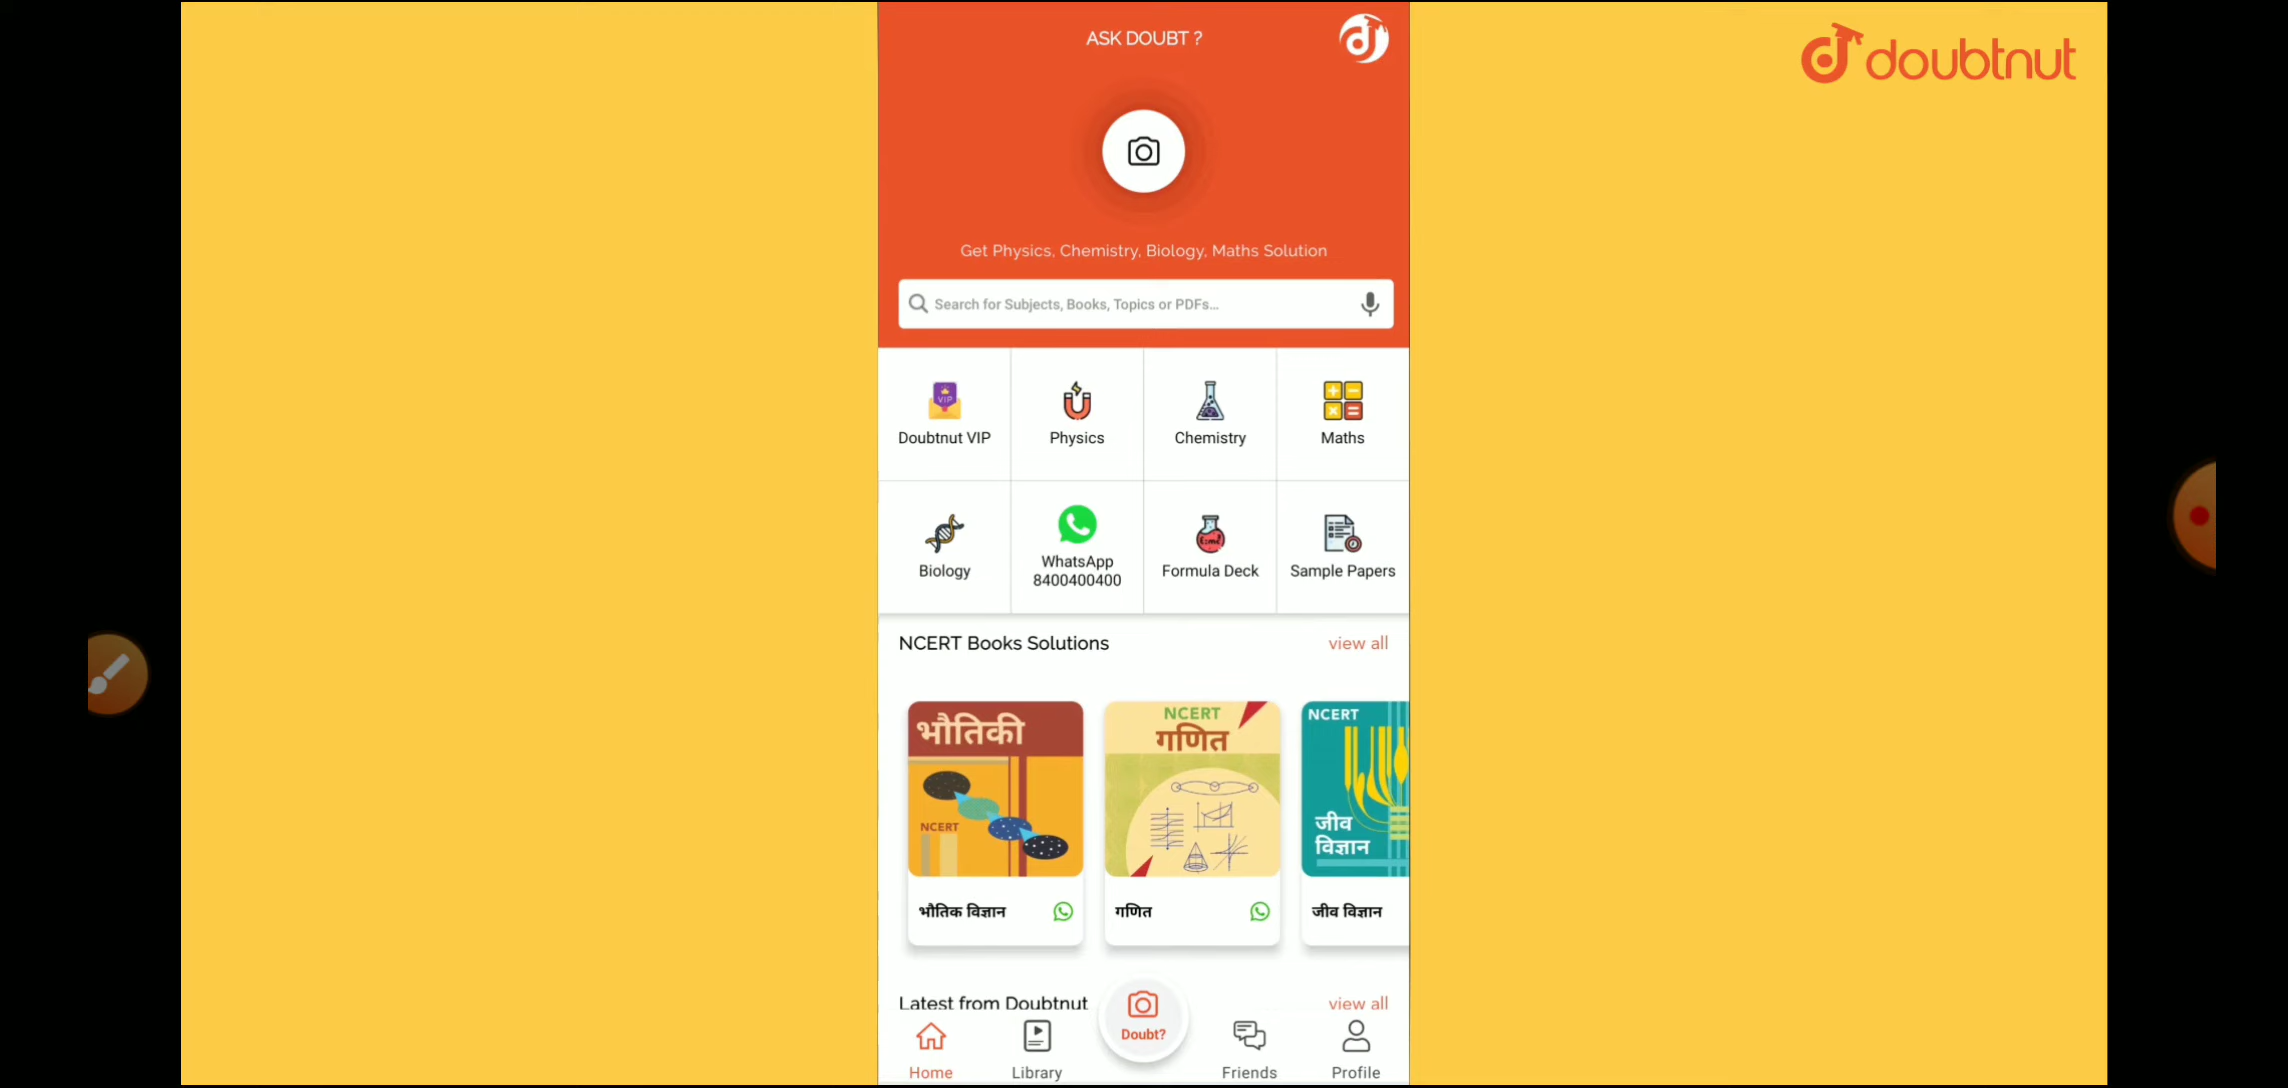 ASK DOUBT ?
doubtnut
Get Physics, Chemistry, Biology, Maths Solution
Search for Subjects, Books, Topics or PDFs...
VIP
Doubtnut VIP
Physics
Chemistry
Maths
Biology
WhatsApp
8400400400
Formula Deck
Sample Papers
NCERT Books Solutions
view all
भौतिकी
NCERT
भौतिक विज्ञान
NCERT
गणित
गणित
NCERT
जीव
विज्ञान
जीव विज्ञान
Latest from Doubtnut
view all
Doubt?
Home
Library
Friends
Profile